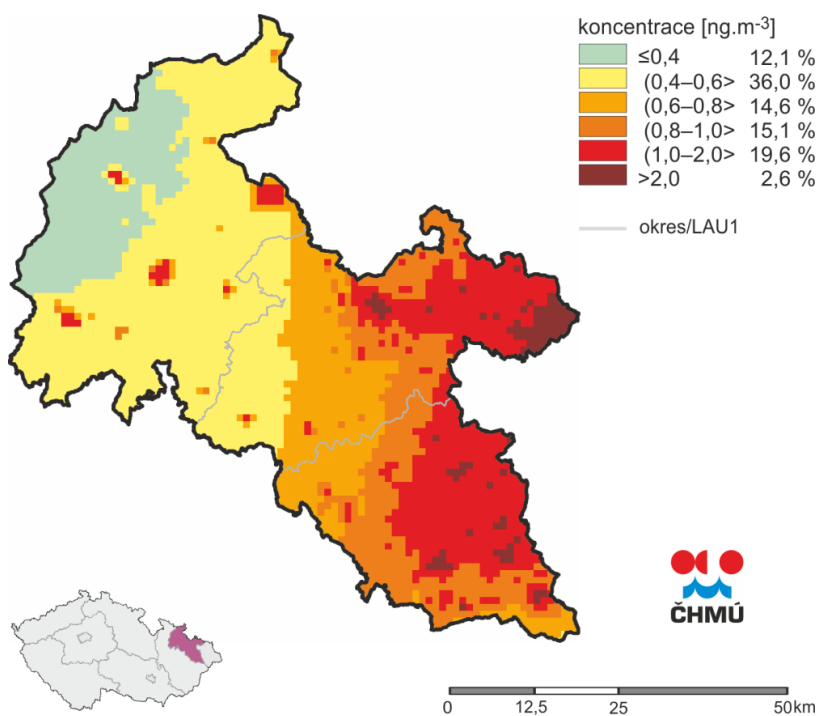 koncentrace [ng.m-3]
≤0,4 12,1 %
(0,4–0,6> 36,0 %
(0,6–0,8> 14,6 %
(0,8–1,0> 15,1 %
(1,0–2,0> 19,6 %
>2,0 2,6 %
okres/LAU1
ČHMÚ
0 12,5 25 50km